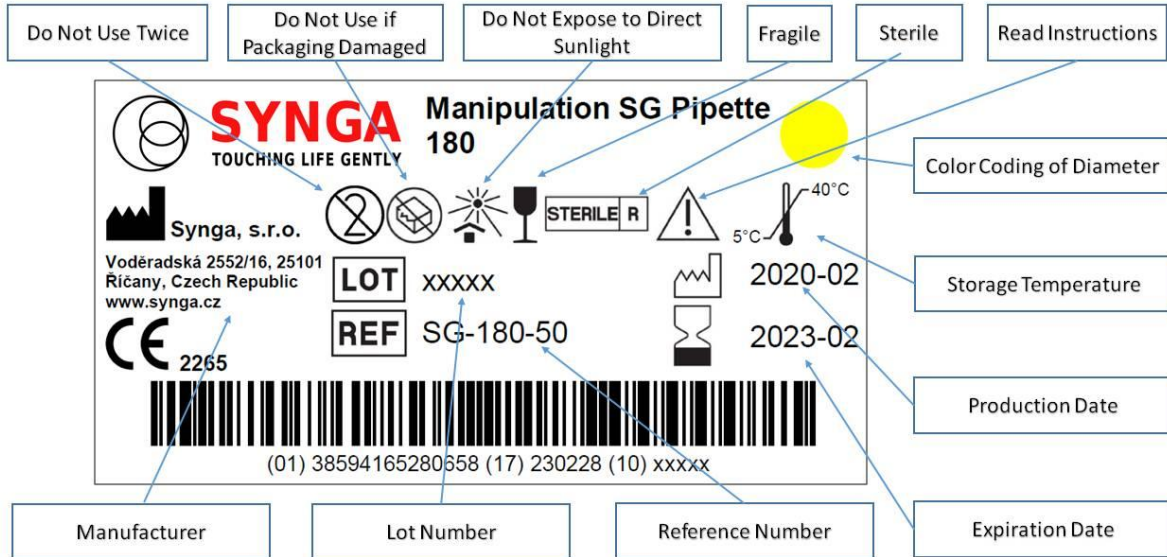 Do Not Use Twice
Do Not Use if
Packaging Damaged
Do Not Expose to Direct
Sunlight
Fragile
Sterile
Read Instructions
SYNGA
TOUCHING LIFE GENTLY
Manipulation SG Pipette
180
Color Coding of Diameter
2
STERILE R
40°C
5°C
Synga, s.r.o.
Voděradská 2552/16, 25101
Říčany, Czech Republic
www.synga.cz
LOT xxxxx
2020-02
Storage Temperature
REF SG-180-50
2023-02
CE 2265
Production Date
(01) 38594165280658 (17) 230228 (10) xxxxx
Manufacturer
Lot Number
Reference Number
Expiration Date